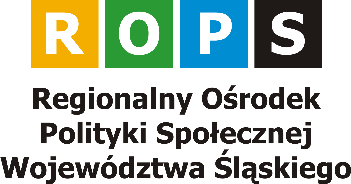 ROPS
Regionalny Ośrodek
Polityki Społecznej
Województwa Śląskiego